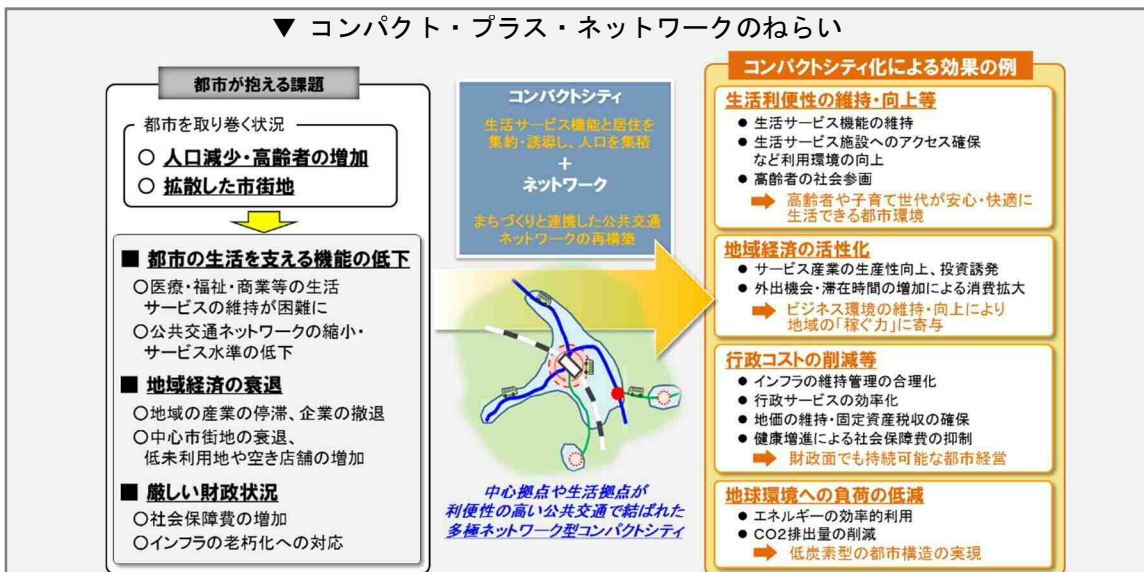 ▼ コンパクト・プラス・ネットワークのねらい
都市が抱える課題
都市を取り巻く状況
○ 人口減少・高齢者の増加
○ 拡散した市街地
■ 都市の生活を支える機能の低下
○医療・福祉・商業等の生活
サービスの維持が困難に
○公共交通ネットワークの縮小・
サービス水準の低下
■ 地域経済の衰退
○地域の産業の停滞、企業の撤退
○中心市街地の衰退、
低未利用地や空き店舗の増加
■ 厳しい財政状況
○社会保障費の増加
○インフラの老朽化への対応
コンパクトシティ
生活サービス機能と居住を
集約・誘導し、人口を集積
+
ネットワーク
まちづくりと連携した公共交通
ネットワークの再構築
中心拠点や生活拠点が
利便性の高い公共交通で結ばれた
多極ネットワーク型コンパクトシティ
コンパクトシティ化による効果の例
生活利便性の維持・向上等
● 生活サービス機能の維持
● 生活サービス施設へのアクセス確保
など利用環境の向上
● 高齢者の社会参画
➡ 高齢者や子育て世代が安心・快適に
生活できる都市環境
地域経済の活性化
● サービス産業の生産性向上、投資誘発
● 外出機会・滞在時間の増加による消費拡大
➡ ビジネス環境の維持・向上により
地域の「稼ぐ力」に寄与
行政コストの削減等
● インフラの維持管理の合理化
● 行政サービスの効率化
● 地価の維持・固定資産税収の確保
● 健康増進による社会保障費の抑制
➡ 財政面でも持続可能な都市経営
地球環境への負荷の低減
● エネルギーの効率的利用
● CO2排出量の削減
➡ 低炭素型の都市構造の実現